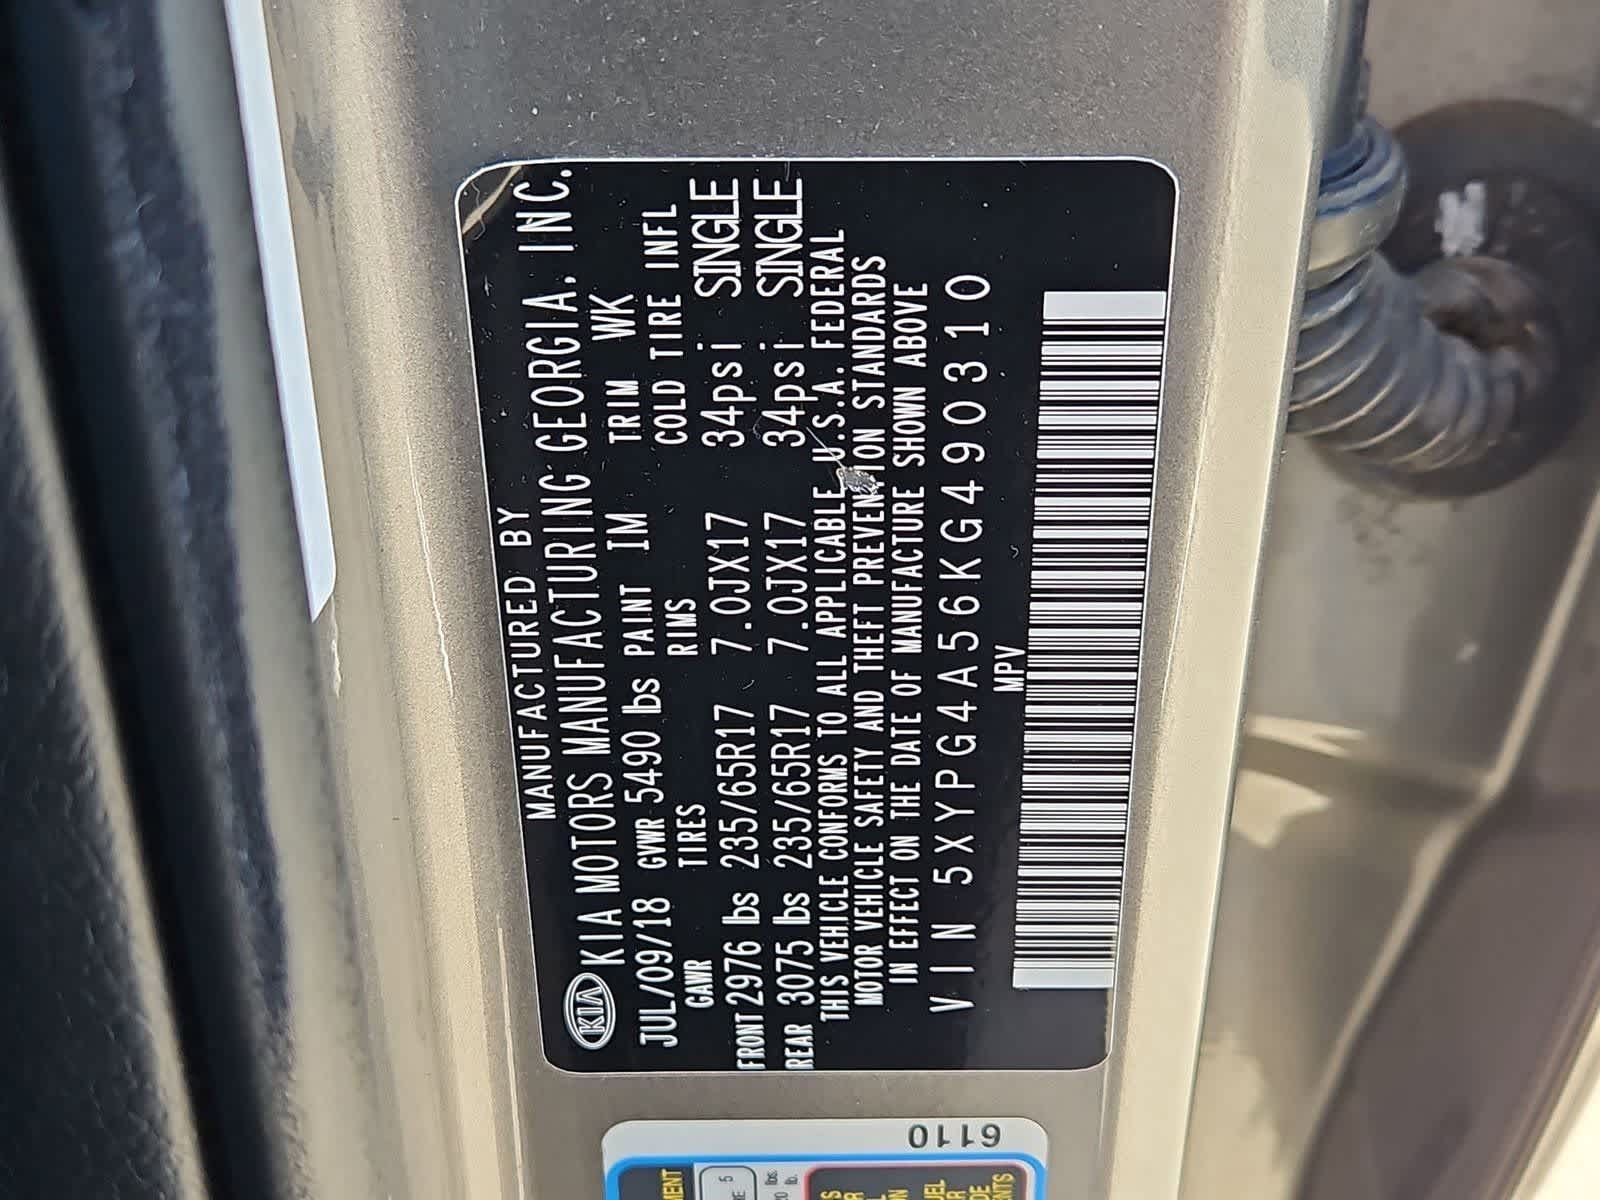 MANUFACTURED BY
KIA KIA MOTORS MANUFACTURING GEORGIA, INC.
JUL/09/18 GVWR 5490 lbs PAINT IM TRIM WK
GAWR TIRES RIMS COLD TIRE INFL
FRONT 2976 lbs 235/65R17 7.0JX17 34psi SINGLE
REAR 3075 lbs 235/65R17 7.0JX17 34psi SINGLE
THIS VEHICLE CONFORMS TO ALL APPLICABLE U.S.A. FEDERAL
MOTOR VEHICLE SAFETY AND THEFT PREVENTION STANDARDS
IN EFFECT ON THE DATE OF MANUFACTURE SHOWN ABOVE
VIN 5XYPG4A56KG490310
MPV
6110